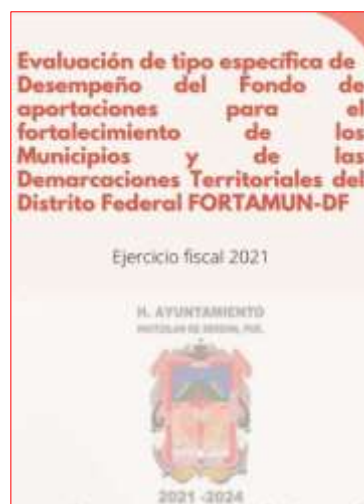 Evaluación de tipo específica de
Desempeño del Fondo de
aportaciones para el
fortalecimiento de los
Municipios y de las
Demarcaciones Territoriales del
Distrito Federal FORTAMUN-DF
Ejercicio fiscal 2021
H. AYUNTAMIENTO
PUE.
2021 -2024